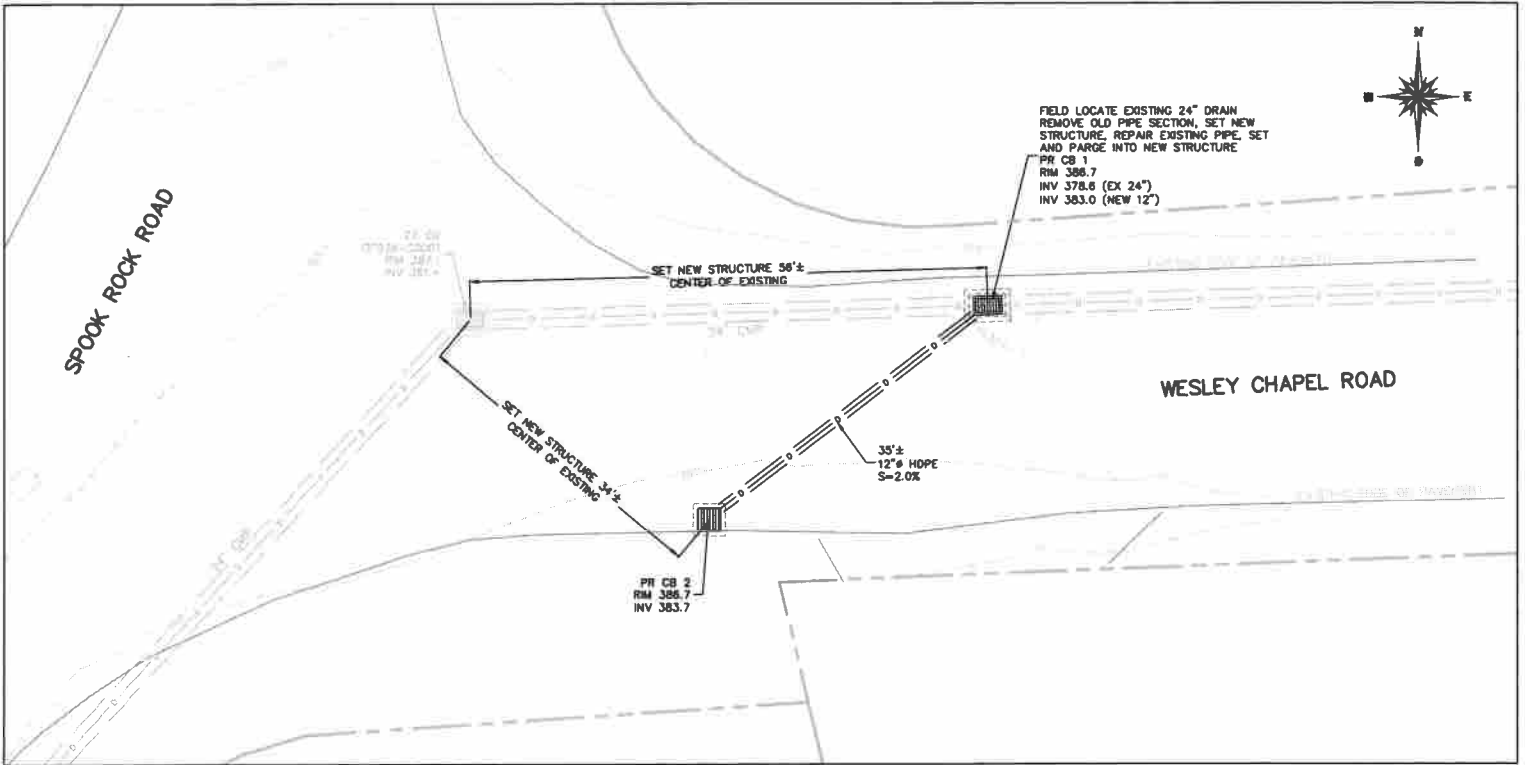 N
E
FIELD LOCATE EXISTING 24" DRAIN
REMOVE OLD PIPE SECTION, SET NEW
STRUCTURE, REPAIR EXISTING PIPE, SET
AND PARGE INTO NEW STRUCTURE
PR CB 1
RIM 386.7
INV 378.6 (EX 24")
INV 383.0 (NEW 12")
SPOOK ROCK ROAD
SET NEW STRUCTURE 56'±
CENTER OF EXISTING
WESLEY CHAPEL ROAD
SET NEW STRUCTURE 34'±
CENTER OF EXISTING
35'±
12"ø HDPE
S=2.0%
24" CMP
PR CB 2
RIM 386.7
INV 383.7